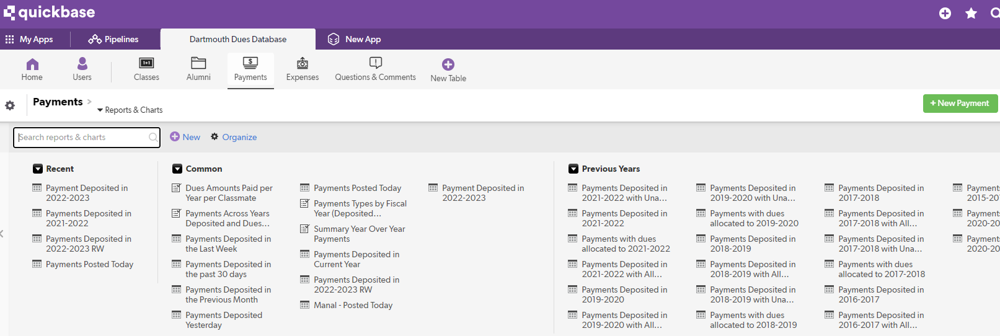 quickbase
My Apps
Pipelines
Dartmouth Dues Database
New App
Home
Users
1+1
Classes
Alumni
$
Payments
Expenses
Questions & Comments
New Table
Payments >
Reports & Charts
+ New Payment
Search reports & charts
New
Organize
Recent
Payment Deposited in
2022-2023
Payments Deposited in
2021-2022
Payments Deposited in
2022-2023 RW
Payments Posted Today
Common
Dues Amounts Paid per
Year per Classmate
Payments Across Years
Deposited and Dues...
Payments Deposited in
the Last Week
Payments Deposited in
the past 30 days
Payments Deposited in
the Previous Month
Payments Deposited
Yesterday
Payments Posted Today
Payments Types by Fiscal
Year (Deposited...
Summary Year Over Year
Payments
Payments Deposited in
Current Year
Payments Deposited in
2022-2023 RW
Manal - Posted Today
Payment Deposited in
2022-2023
Previous Years
Payments Deposited in
2021-2022 with Una...
Payments Deposited in
2021-2022
Payments with dues
allocated to 2021-2022
Payments Deposited in
2021-2022 with All...
Payments Deposited in
2019-2020
Payments Deposited in
2019-2020 with All...
Payments Deposited in
2019-2020 with Una...
Payments with dues
allocated to 2019-2020
Payments Deposited in
2018-2019
Payments Deposited in
2018-2019 with All...
Payments Deposited in
2018-2019 with Una...
Payments with dues
allocated to 2018-2019
Payments Deposited in
2017-2018
Payments Deposited in
2017-2018 with All...
Payments Deposited in
2017-2018 with Una...
Payments with dues
allocated to 2017-2018
Payments Deposited in
2016-2017
Payments Deposited in
2016-2017 with All...
Payments
2015-201
Payments
2020-20
Payments
2020-20